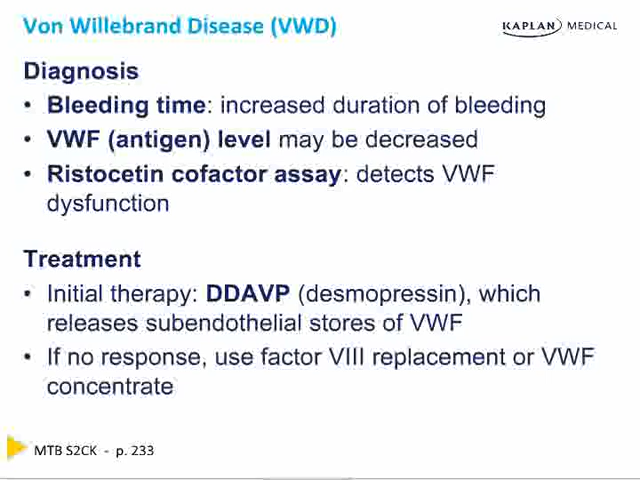 Von Willebrand Disease (VWD)
KAPLAN MEDICAL
Diagnosis
• Bleeding time: increased duration of bleeding
• VWF (antigen) level may be decreased
• Ristocetin cofactor assay: detects VWF
dysfunction
Treatment
• Initial therapy: DDAVP (desmopressin), which
releases subendothelial stores of VWF
• If no response, use factor VIII replacement or VWF
concentrate
MTB S2CK - p. 233